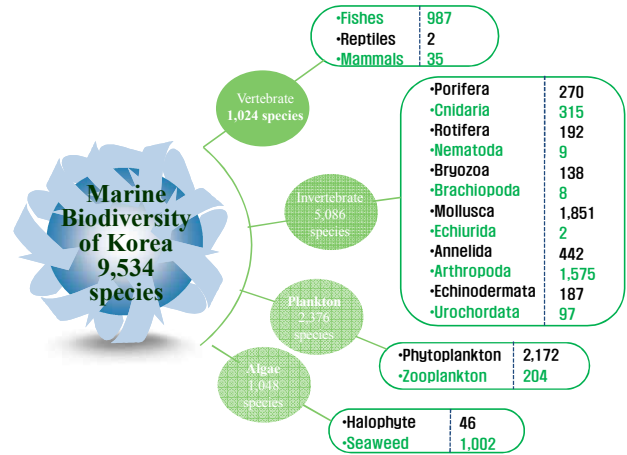 Marine
Biodiversity
of Korea
9,534
species
Vertebrate
1,024 species
•Fishes 987
•Reptiles 2
•Mammals 35
Invertebrate
5,086
species
•Porifera 270
•Cnidaria 315
•Rotifera 192
•Nematoda 9
•Bryozoa 138
•Brachiopoda 8
•Mollusca 1,851
•Echiurida 2
•Annelida 442
•Arthropoda 1,575
•Echinodermata 187
•Urochordata 97
Plankton
2,376
species
•Phytoplankton 2,172
•Zooplankton 204
Algae
1,048
species
•Halophyte 46
•Seaweed 1,002